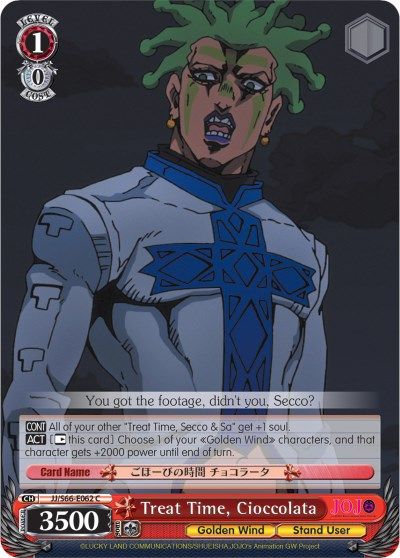 LEVEL
1
0
COST
You got the footage, didn't you, Secco?
CONT All of your other "Treat Time, Secco & Sa" get +1 soul.
ACT [this card] Choose 1 of your «Golden Wind» characters, and that
character gets +2000 power until end of turn.
Card Name ごほーびの時間 チョコラータ
CH JJ/S66-E062 C
Treat Time, Cioccolata
3500
JOJO
Golden Wind Stand User
©LUCKY LAND COMMUNICATIONS/SHUEISHA,JOJO's Animation GW Project